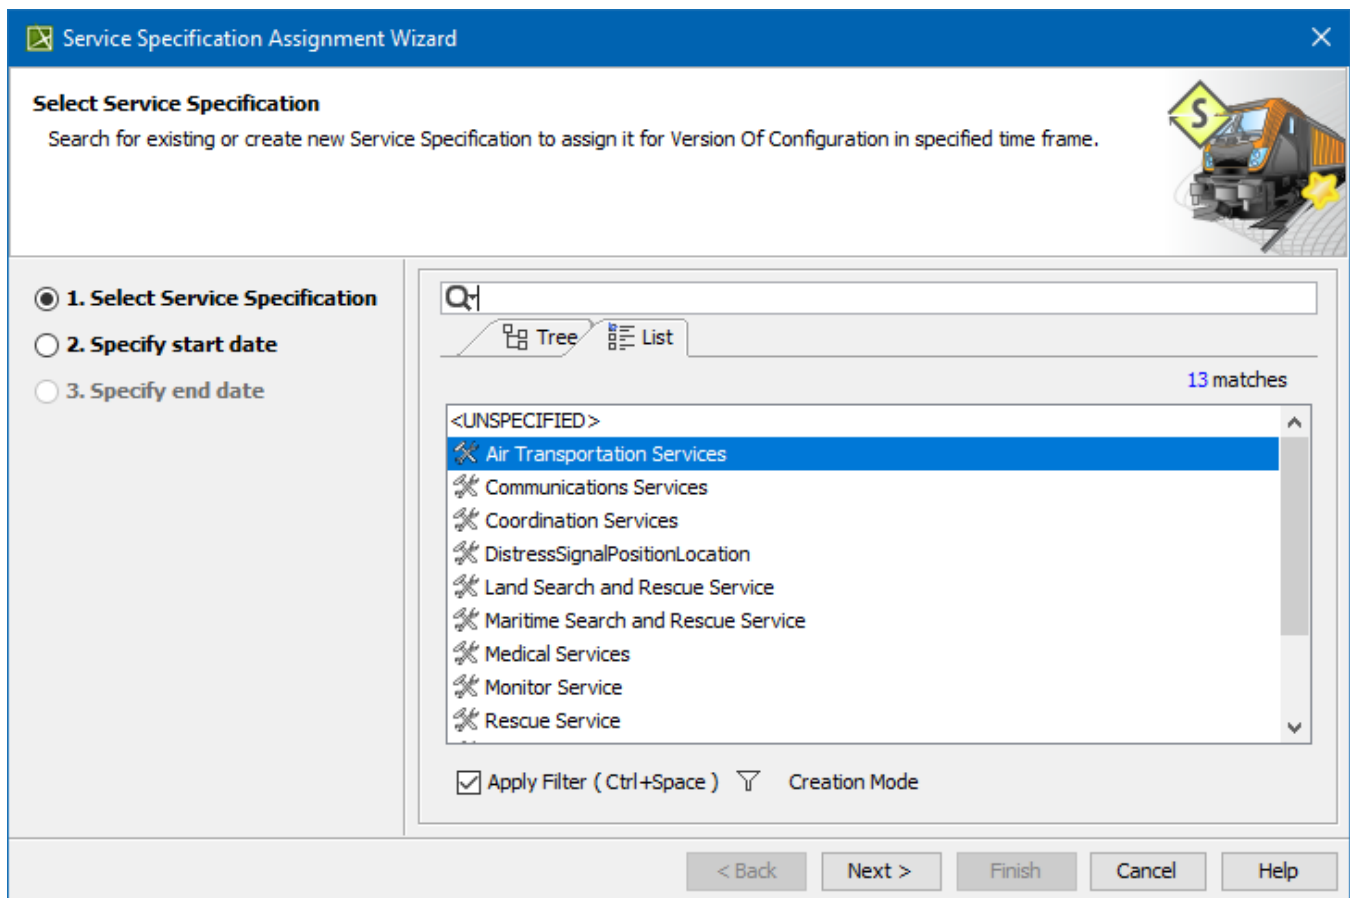 Service Specification Assignment Wizard
Select Service Specification
Search for existing or create new Service Specification to assign it for Version Of Configuration in specified time frame.
S
1. Select Service Specification
2. Specify start date
3. Specify end date
Tree
List
13 matches
<UNSPECIFIED>
Air Transportation Services
Communications Services
Coordination Services
DistressSignalPositionLocation
Land Search and Rescue Service
Maritime Search and Rescue Service
Medical Services
Monitor Service
Rescue Service
Apply Filter ( Ctrl+Space )
Creation Mode
< Back
Next >
Finish
Cancel
Help